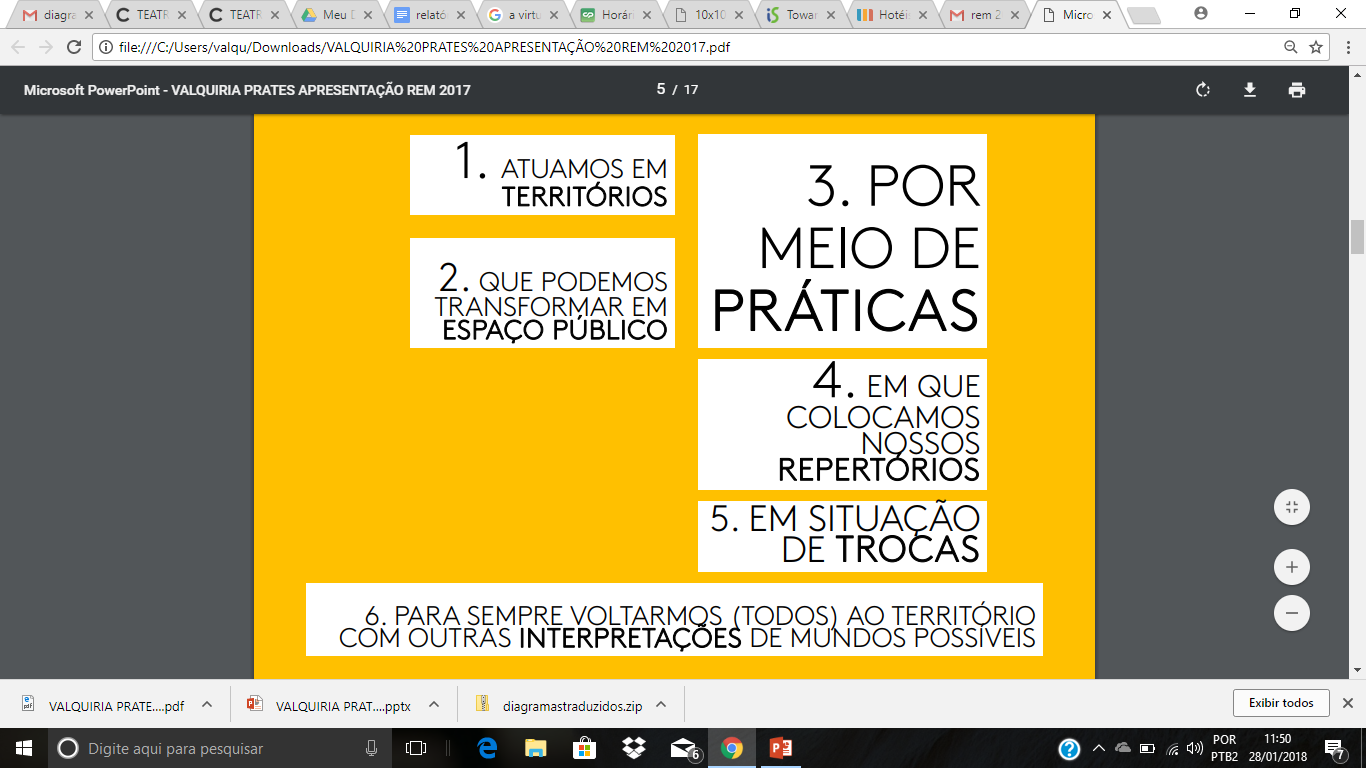 diagra
TEATR
TEATR
Meu D
relató
a virtu
Horári
10x10
Towar
Hotéi
rem 2
Micro
file:///C:/Users/valqu/Downloads/VALQUIRIA%20PRATES%20APRESENTAÇÃO%20REM%202017.pdf
Microsoft PowerPoint - VALQUIRIA PRATES APRESENTAÇÃO REM 2017
5 / 17
1. ATUAMOS EM
TERRITÓRIOS
2. QUE PODEMOS
TRANSFORMAR EM
ESPAÇO PÚBLICO
3. POR
MEIO DE
PRÁTICAS
4. EM QUE
COLOCAMOS
NOSSOS
REPERTÓRIOS
5. EM SITUAÇÃO
DE TROCAS
6. PARA SEMPRE VOLTARMOS (TODOS) AO TERRITÓRIO
COM OUTRAS INTERPRETAÇÕES DE MUNDOS POSSÍVEIS
VALQUIRIA PRATE....pdf
VALQUIRIA PRAT....pptx
diagramastraduzidos.zip
Exibir todos
Digite aqui para pesquisar
6
POR
PTB2
11:50
28/01/2018
7